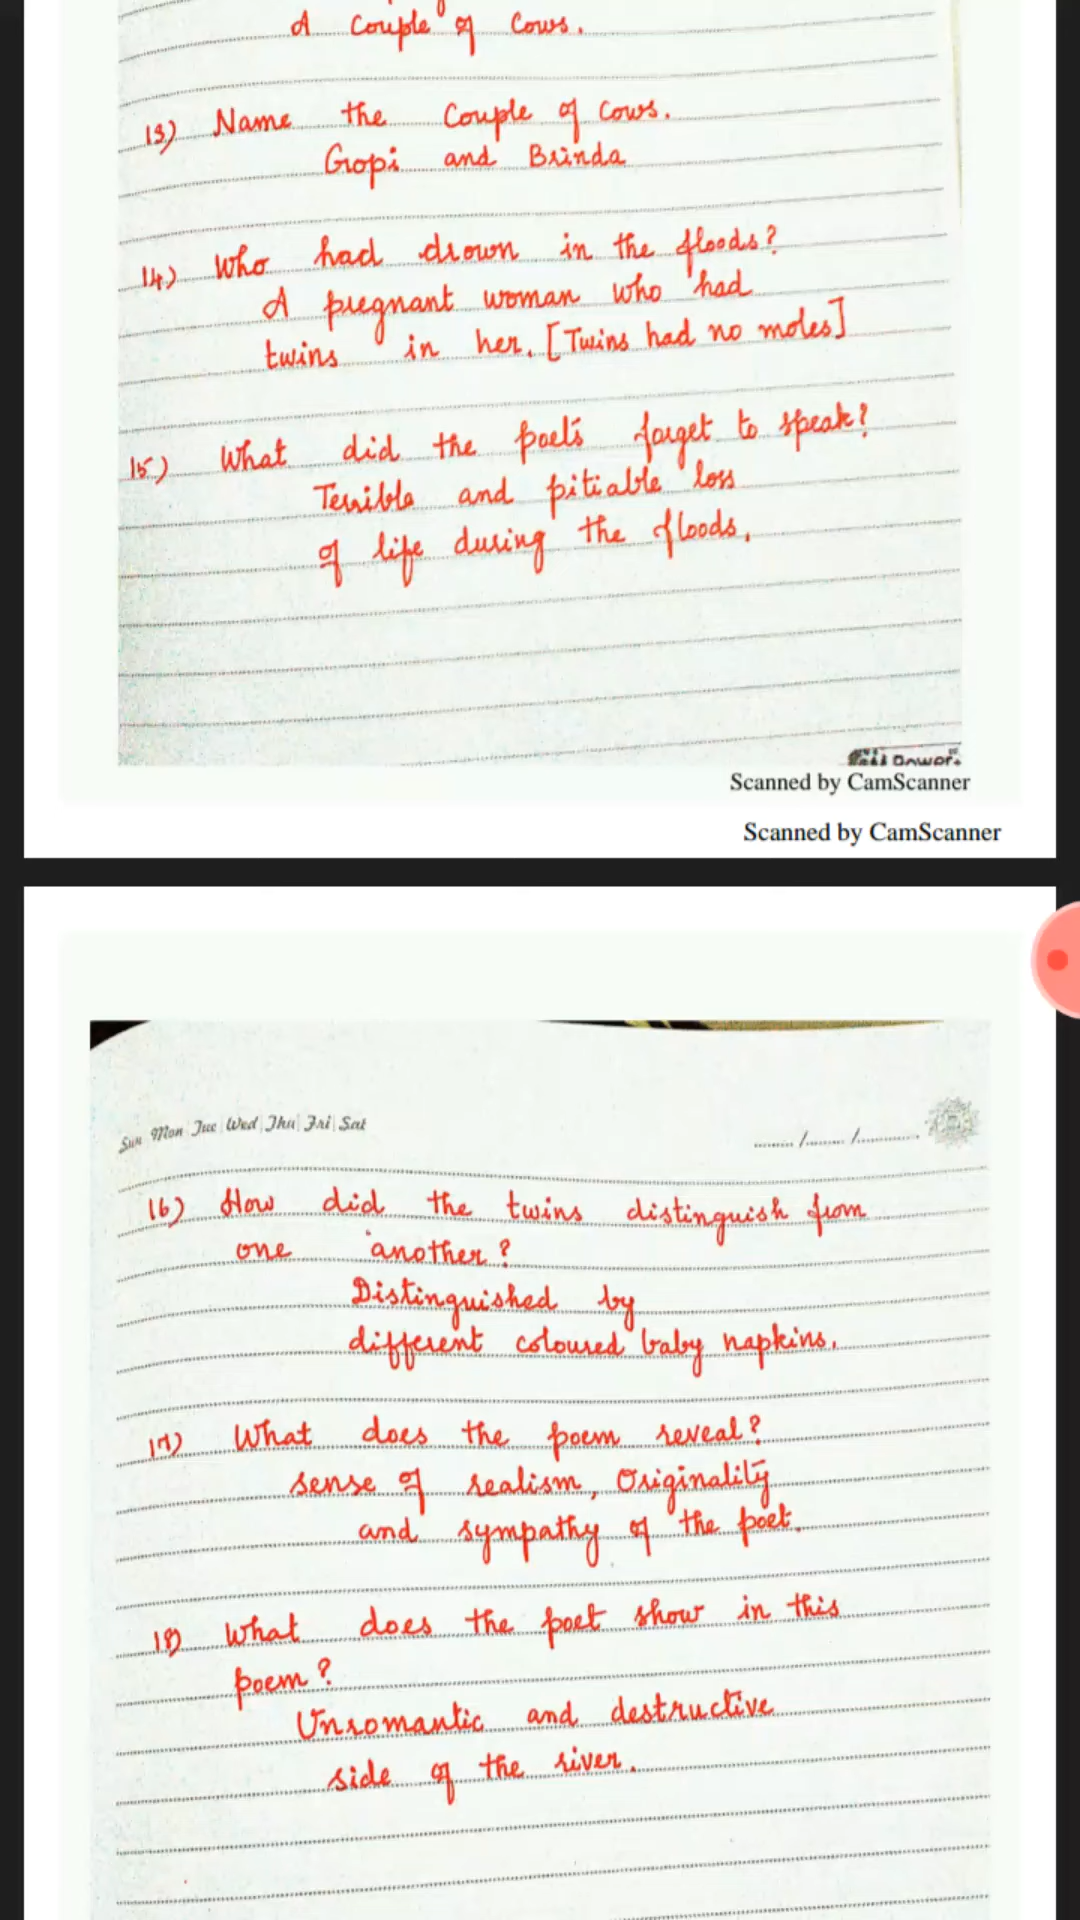 A Couple of Cows.
13) Name the Couple of Cows.
Gropi and Brinda
14) Who had drown in the floods?
A pregnant woman who had
twins in her. [Twins had no moles]
15) What did the poets forget to speak?
Terrible and pitiable loss
of life during the floods.
Scanned by CamScanner
Scanned by CamScanner
Sun Mon Tue Wed Thu Fri Sat
16) How did the twins distinguish from
one another?
Distinguished by
different coloured baby napkins.
17) What does the poem reveal?
sense of realism, Originality
and sympathy of the poet.
18) What does the poet show in this
poem?
Unromantic and destructive
side of the river.